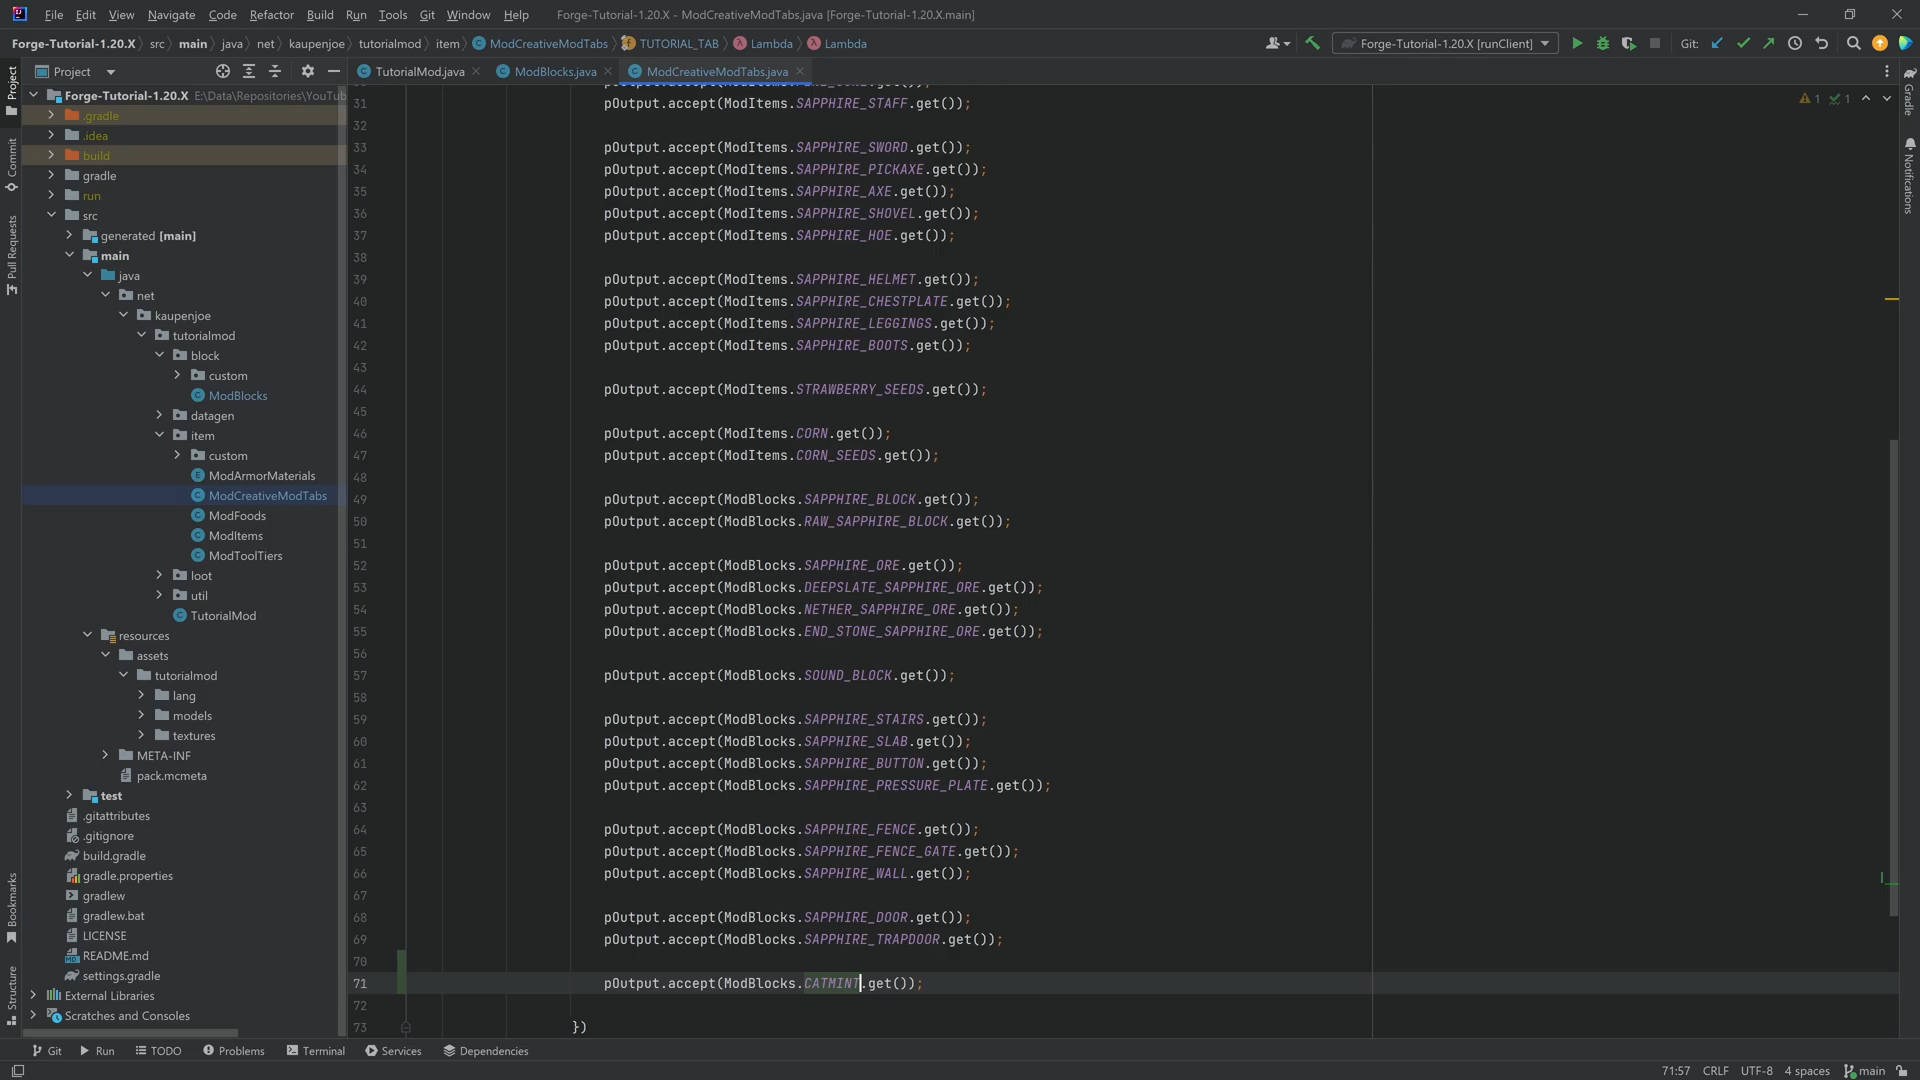 File Edit View Navigate Code Refactor Build Run Tools Git Window Help Forge-Tutorial-1.20.X - ModCreativeModTabs.java [Forge-Tutorial-1.20.X.main]
Forge-Tutorial-1.20.X src main java net kaupenjoe tutorialmod item ModCreativeModTabs TUTORIAL_TAB Lambda Lambda Forge-Tutorial-1.20.X [runClient] Git:
Project TutorialMod.java ModBlocks.java ModCreativeModTabs.java
Project
Commit
Pull Requests
Bookmarks
Structure
Forge-Tutorial-1.20.X E:\Data\Repositories\YouTub
.gradle
.idea
build
gradle
run
src
generated [main]
main
java
net
kaupenjoe
tutorialmod
block
custom
ModBlocks
datagen
item
custom
ModArmorMaterials
ModCreativeModTabs
ModFoods
ModItems
ModToolTiers
loot
util
TutorialMod
resources
assets
tutorialmod
lang
models
textures
META-INF
pack.mcmeta
test
.gitattributes
.gitignore
build.gradle
gradle.properties
gradlew
gradlew.bat
LICENSE
README.md
settings.gradle
External Libraries
Scratches and Consoles
31 pOutput.accept(ModItems.SAPPHIRE_STAFF.get());
32
33 pOutput.accept(ModItems.SAPPHIRE_SWORD.get());
34 pOutput.accept(ModItems.SAPPHIRE_PICKAXE.get());
35 pOutput.accept(ModItems.SAPPHIRE_AXE.get());
36 pOutput.accept(ModItems.SAPPHIRE_SHOVEL.get());
37 pOutput.accept(ModItems.SAPPHIRE_HOE.get());
38
39 pOutput.accept(ModItems.SAPPHIRE_HELMET.get());
40 pOutput.accept(ModItems.SAPPHIRE_CHESTPLATE.get());
41 pOutput.accept(ModItems.SAPPHIRE_LEGGINGS.get());
42 pOutput.accept(ModItems.SAPPHIRE_BOOTS.get());
43
44 pOutput.accept(ModItems.STRAWBERRY_SEEDS.get());
45
46 pOutput.accept(ModItems.CORN.get());
47 pOutput.accept(ModItems.CORN_SEEDS.get());
48
49 pOutput.accept(ModBlocks.SAPPHIRE_BLOCK.get());
50 pOutput.accept(ModBlocks.RAW_SAPPHIRE_BLOCK.get());
51
52 pOutput.accept(ModBlocks.SAPPHIRE_ORE.get());
53 pOutput.accept(ModBlocks.DEEPSLATE_SAPPHIRE_ORE.get());
54 pOutput.accept(ModBlocks.NETHER_SAPPHIRE_ORE.get());
55 pOutput.accept(ModBlocks.END_STONE_SAPPHIRE_ORE.get());
56
57 pOutput.accept(ModBlocks.SOUND_BLOCK.get());
58
59 pOutput.accept(ModBlocks.SAPPHIRE_STAIRS.get());
60 pOutput.accept(ModBlocks.SAPPHIRE_SLAB.get());
61 pOutput.accept(ModBlocks.SAPPHIRE_BUTTON.get());
62 pOutput.accept(ModBlocks.SAPPHIRE_PRESSURE_PLATE.get());
63
64 pOutput.accept(ModBlocks.SAPPHIRE_FENCE.get());
65 pOutput.accept(ModBlocks.SAPPHIRE_FENCE_GATE.get());
66 pOutput.accept(ModBlocks.SAPPHIRE_WALL.get());
67
68 pOutput.accept(ModBlocks.SAPPHIRE_DOOR.get());
69 pOutput.accept(ModBlocks.SAPPHIRE_TRAPDOOR.get());
70
71 pOutput.accept(ModBlocks.CATMINT.get());
72
73 })
1 1
Gradle
Notifications
Git Run TODO Problems Terminal Services Dependencies
71:57 CRLF UTF-8 4 spaces main